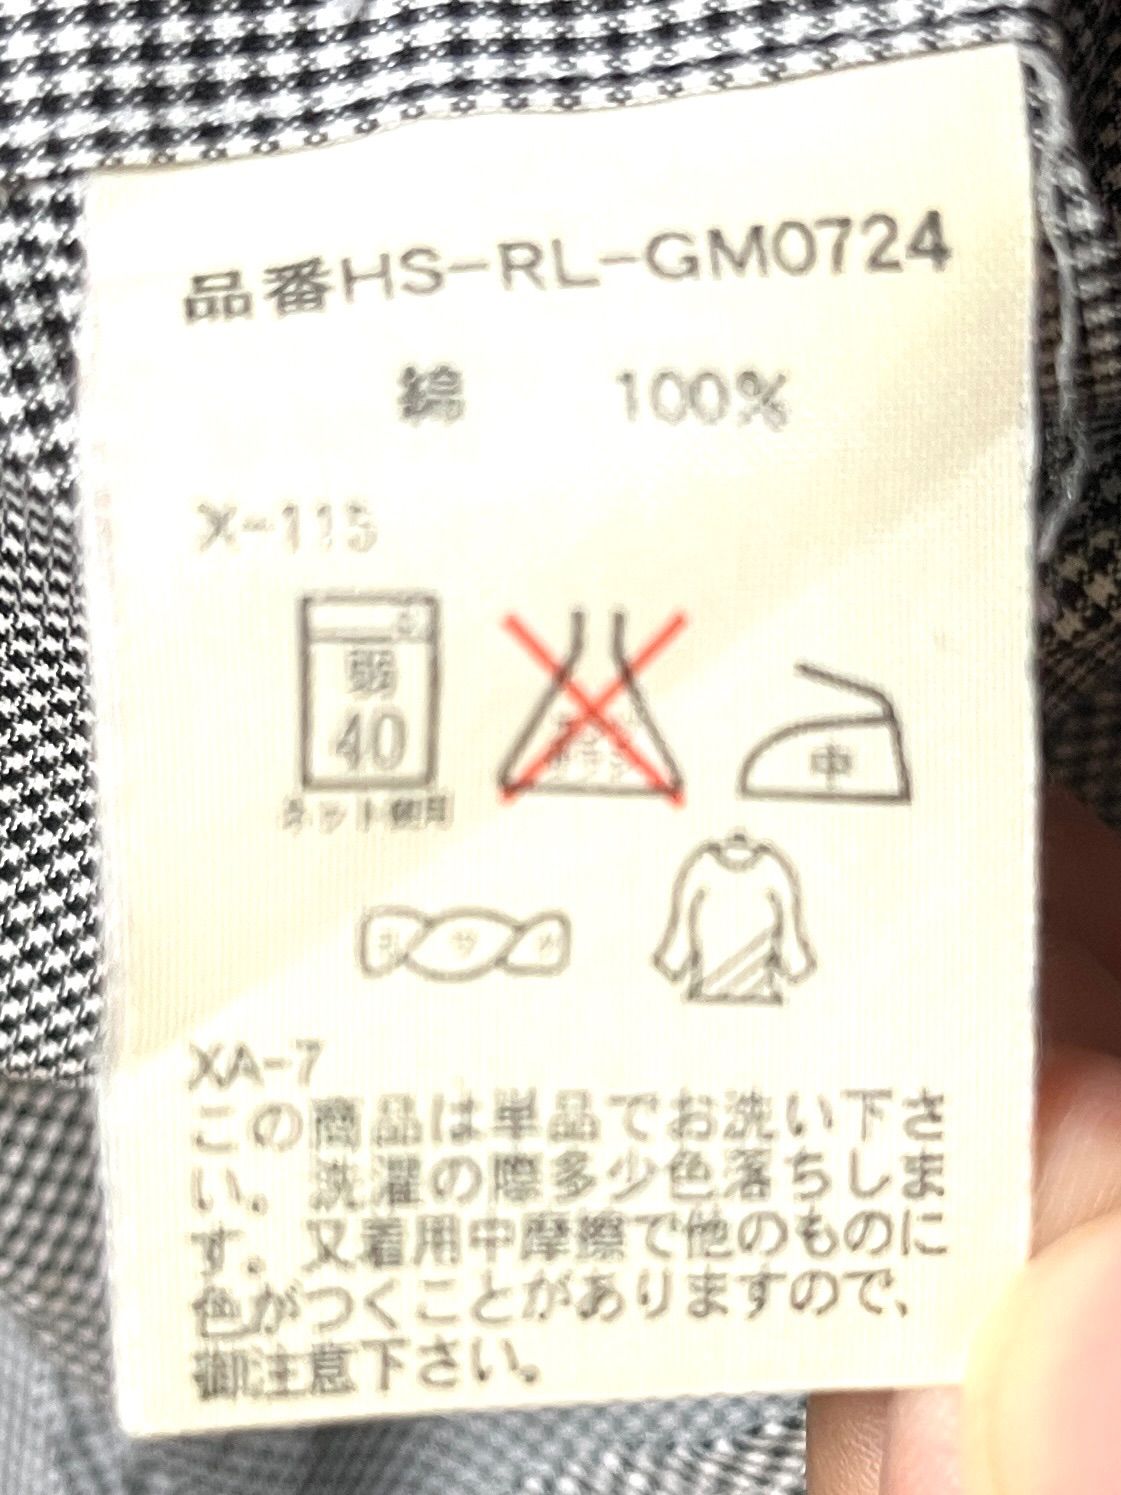 品番HS-RL-GM0724
綿 100%
X-115
弱
40
ネット使用
中
XA-7
この商品は単品でお洗い下さ
い。洗濯の際多少色落ちしま
す。又着用中摩擦で他のものに
色がつくことがありますので、
御注意下さい。